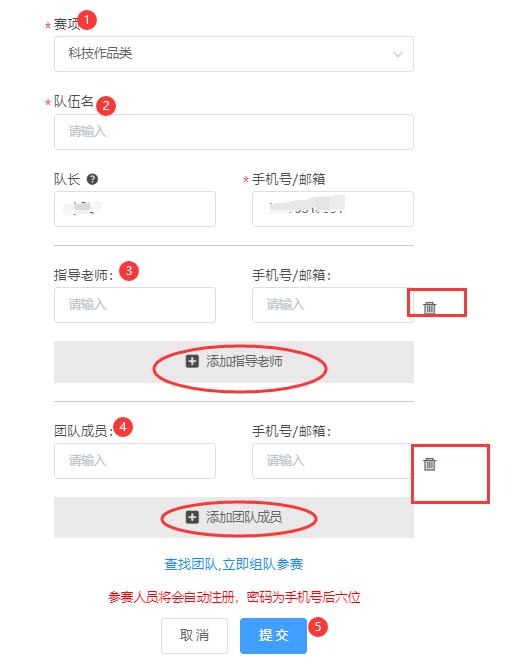 * 赛项 1
科技作品类
* 队伍名 2
请输入
队长 ? * 手机号/邮箱
指导老师： 3 手机号/邮箱：
请输入 请输入
添加指导老师
团队成员： 4 手机号/邮箱：
请输入 请输入
添加团队成员
查找团队,立即组队参赛
参赛人员将会自动注册，密码为手机号后六位
取消 提交 5